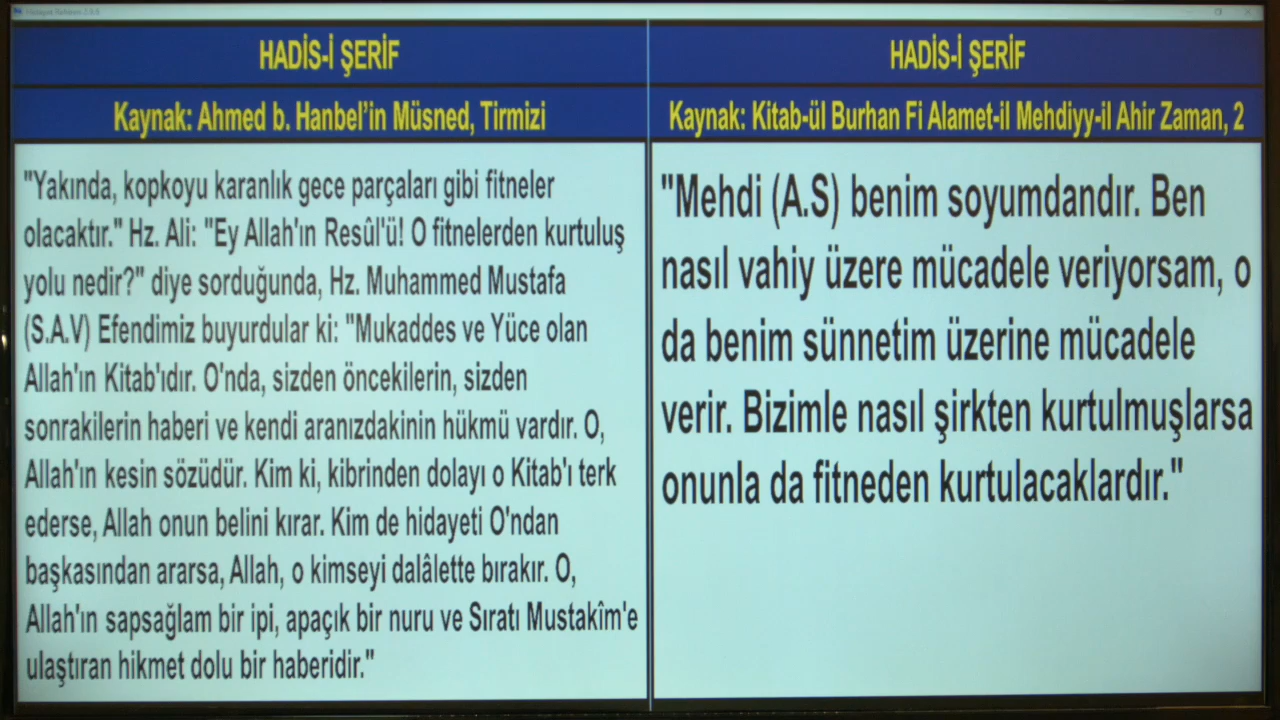 HADİS-İ ŞERİF
Kaynak: Ahmed b. Hanbel'in Müsned, Tirmizi
"Yakında, kopkoyu karanlık gece parçaları gibi fitneler
olacaktır." Hz. Ali: "Ey Allah'ın Resûl'ü! O fitnelerden kurtuluş
yolu nedir?" diye sorduğunda, Hz. Muhammed Mustafa
(S.A.V) Efendimiz buyurdular ki: "Mukaddes ve Yüce olan
Allah'ın Kitab'ıdır. O'nda, sizden öncekilerin, sizden
sonrakilerin haberi ve kendi aranızdakinin hükmü vardır. O,
Allah'ın kesin sözüdür. Kim ki, kibrinden dolayı o Kitab'ı terk
ederse, Allah onun belini kırar. Kim de hidayeti O'ndan
başkasından ararsa, Allah, o kimseyi dalâlette bırakır. O,
Allah'ın sapsağlam bir ipi, apaçık bir nuru ve Sıratı Mustakîm'e
ulaştıran hikmet dolu bir haberidir."
HADİS-İ ŞERİF
Kaynak: Kitab-ül Burhan Fi Alamet-il Mehdiyy-il Ahir Zaman, 2
"Mehdi (A.S) benim soyumdandır. Ben
nasıl vahiy üzere mücadele veriyorsam, o
da benim sünnetim üzerine mücadele
verir. Bizimle nasıl şirkten kurtulmuşlarsa
onunla da fitneden kurtulacaklardır."